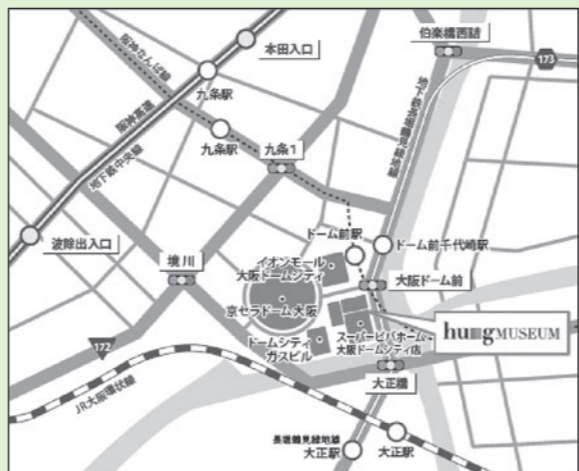 伯楽橋西詰
本田入口
阪神なんば線
173
九条駅
阪神高速
地下鉄中央線
地下鉄長堀鶴見緑地線
九条駅
九条1
波除出入口
ドーム前駅
ドーム前千代崎駅
境川
イオンモール
大阪ドームシティ
大阪ドーム前
京セラドーム大阪
hu g MUSEUM
ドームシティ
ガスビル
スーパービバホーム
大阪ドームシティ店
172
大正橋
JR大阪環状線
長堀鶴見緑地線
大正駅
大正駅